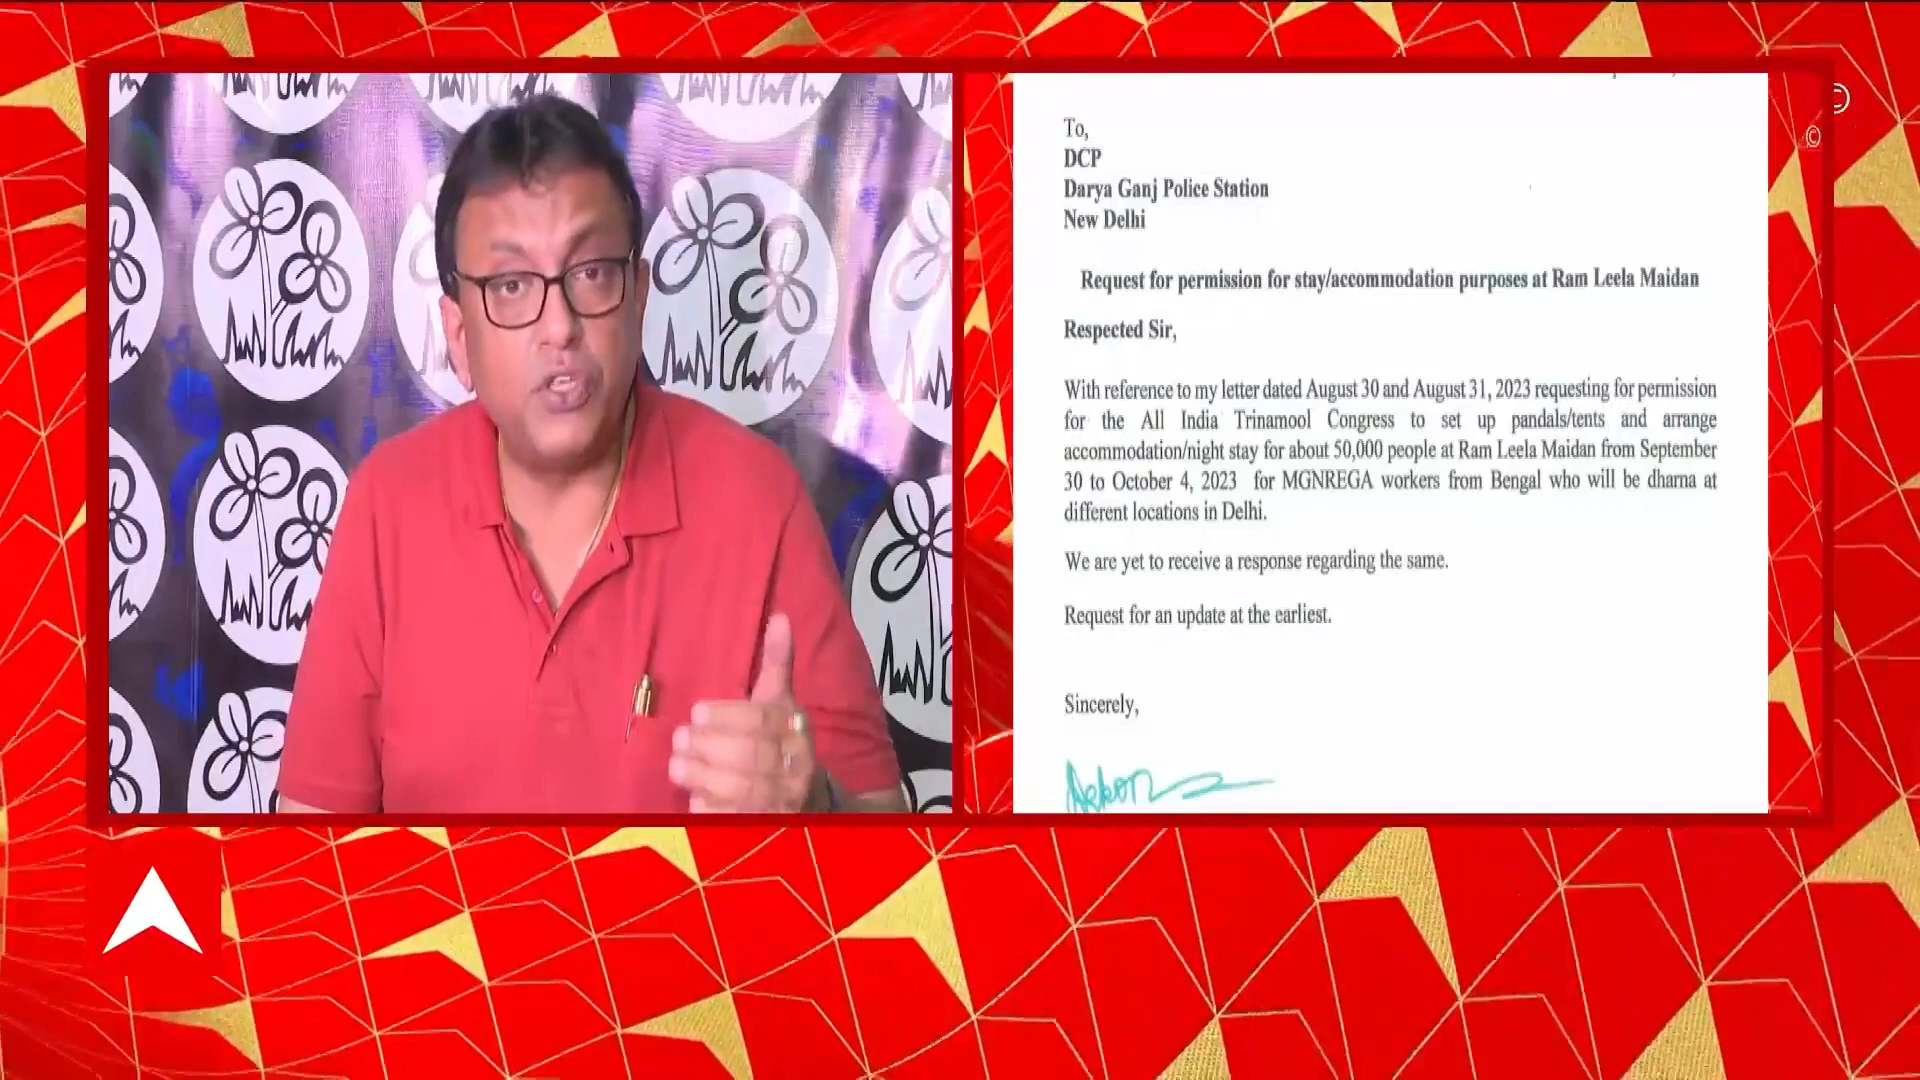 To,
DCP
Darya Ganj Police Station
New Delhi
Request for permission for stay/accommodation purposes at Ram Leela Maidan
Respected Sir,
With reference to my letter dated August 30 and August 31, 2023 requesting for permission
for the All India Trinamool Congress to set up pandals/tents and arrange
accommodation/night stay for about 50,000 people at Ram Leela Maidan from September
30 to October 4, 2023 for MGNREGA workers from Bengal who will be dharna at
different locations in Delhi.
We are yet to receive a response regarding the same.
Request for an update at the earliest.
Sincerely,
©
©